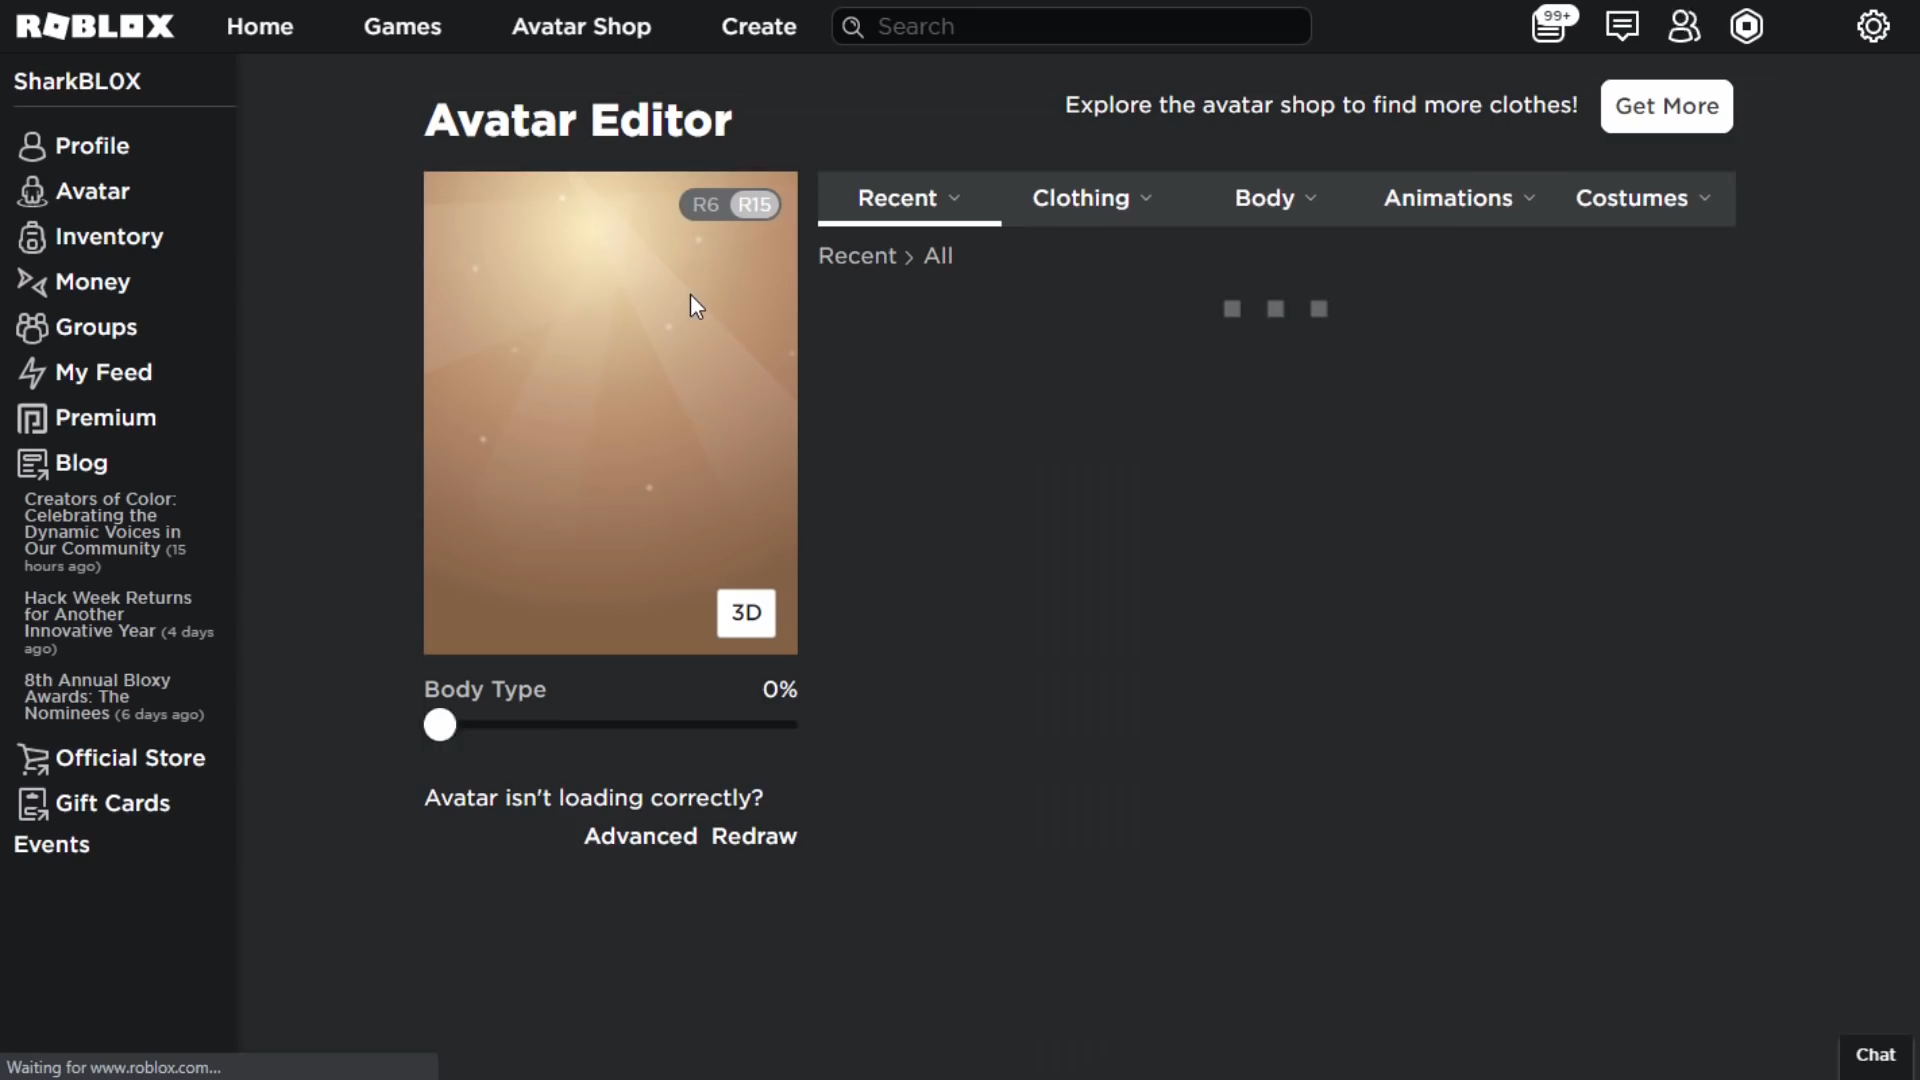 ROBLOX
Home
Games
Avatar Shop
Create
Search
99+
SharkBL0X
Profile
Avatar
Inventory
Money
Groups
My Feed
Premium
Blog
Creators of Color:
Celebrating the
Dynamic Voices in
Our Community (15
hours ago)
Hack Week Returns
for Another
Innovative Year (4 days
ago)
8th Annual Bloxy
Awards: The
Nominees (6 days ago)
Official Store
Gift Cards
Events
Avatar Editor
Explore the avatar shop to find more clothes!
Get More
R6 R15
3D
Recent
Clothing
Body
Animations
Costumes
Recent > All
Body Type 0%
Avatar isn't loading correctly?
Advanced Redraw
Waiting for www.roblox.com...
Chat